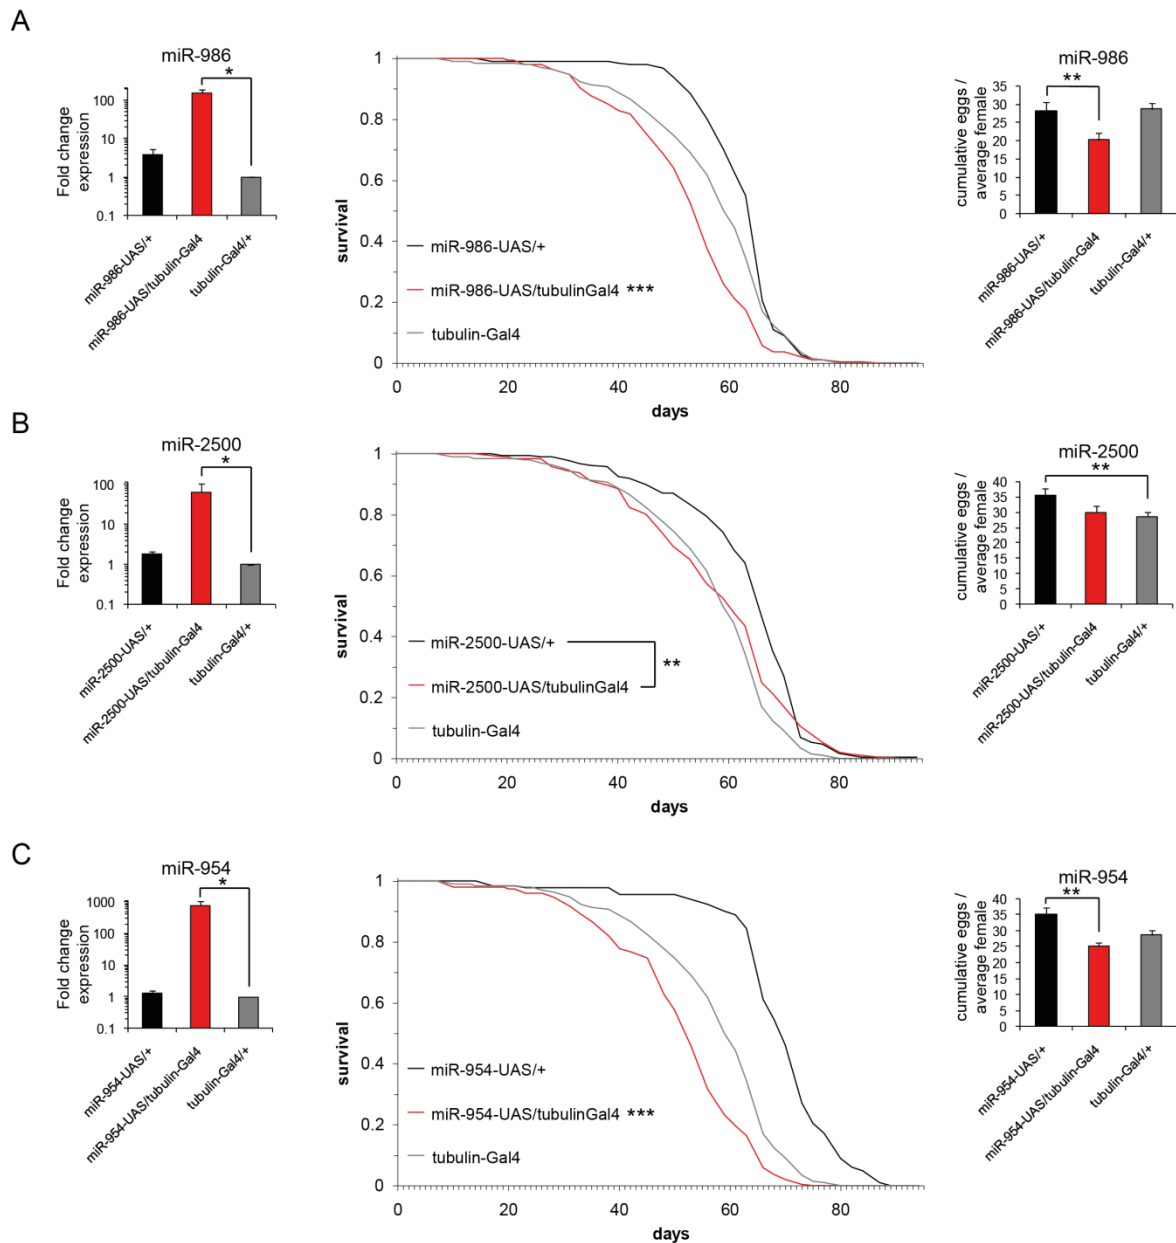 A
miR-986
*
Fold change
expression
100
10
1
0.1
miR-986-UAS/+
miR-986-UAS/tubulin-Gal4
tubulin-Gal4/+
survival
1
0.8
0.6
0.4
0.2
0
miR-986-UAS/+
miR-986-UAS/tubulinGal4 ***
tubulin-Gal4
0 20 40 60 80
days
miR-986
**
cumulative eggs /
average female
35
30
25
20
15
10
5
0
miR-986-UAS/+
miR-986-UAS/tubulin-Gal4
tubulin-Gal4/+
B
miR-2500
*
Fold change
expression
100
10
1
0.1
miR-2500-UAS/+
miR-2500-UAS/tubulin-Gal4
tubulin-Gal4/+
survival
1
0.8
0.6
0.4
0.2
0
miR-2500-UAS/+
**
miR-2500-UAS/tubulinGal4
tubulin-Gal4
0 20 40 60 80
days
miR-2500
**
cumulative eggs /
average female
40
35
30
25
20
15
10
5
0
miR-2500-UAS/+
miR-2500-UAS/tubulin-Gal4
tubulin-Gal4/+
C
miR-954
*
Fold change
expression
1000
100
10
1
0.1
miR-954-UAS/+
miR-954-UAS/tubulin-Gal4
tubulin-Gal4/+
survival
1
0.8
0.6
0.4
0.2
0
miR-954-UAS/+
miR-954-UAS/tubulinGal4 ***
tubulin-Gal4
0 20 40 60 80
days
miR-954
**
cumulative eggs /
average female
40
35
30
25
20
15
10
5
0
miR-954-UAS/+
miR-954-UAS/tubulin-Gal4
tubulin-Gal4/+